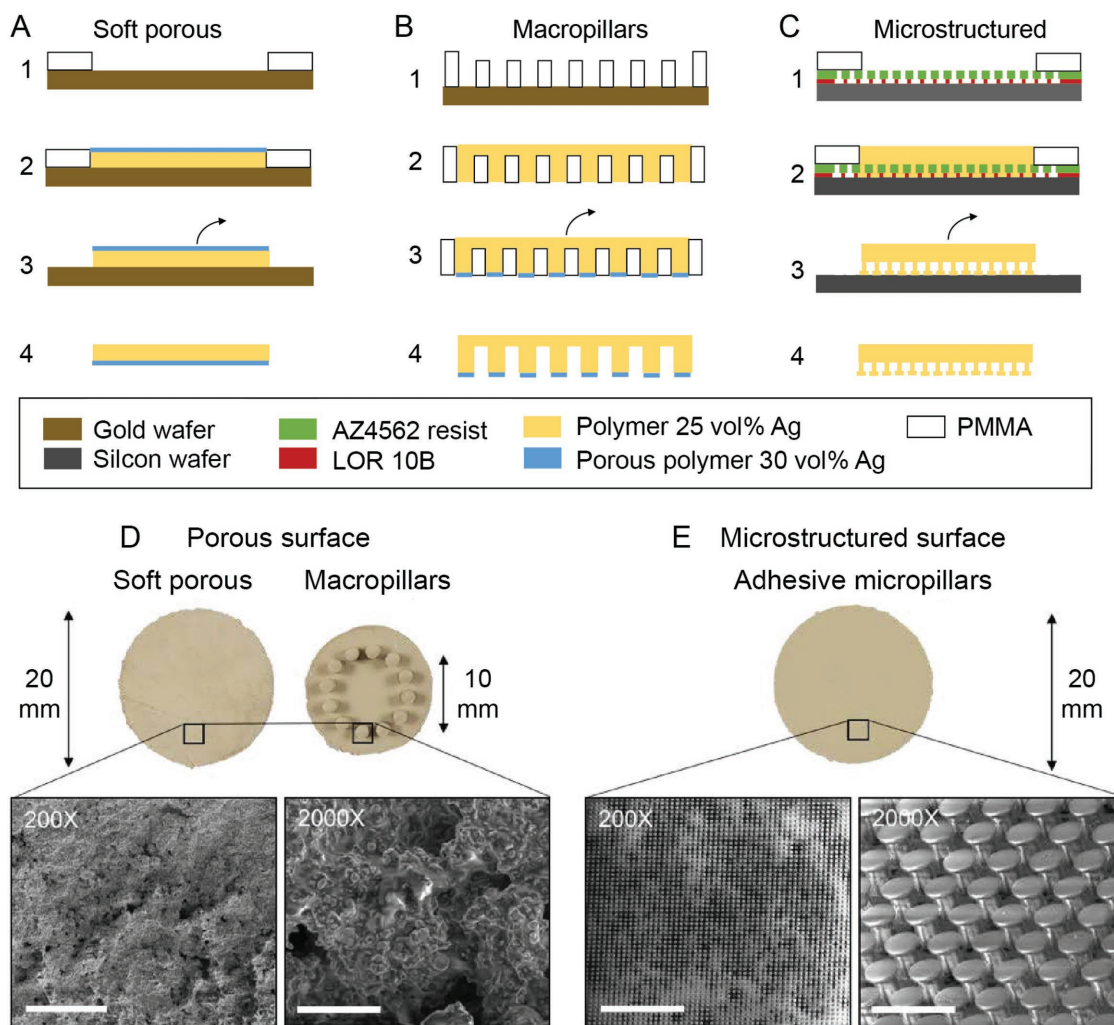 A Soft porous
1
2
3
4
B Macropillars
1
2
3
4
C Microstructured
1
2
3
4
Gold wafer
Silcon wafer
AZ4562 resist
LOR 10B
Polymer 25 vol% Ag
Porous polymer 30 vol% Ag
PMMA
D Porous surface
Soft porous
Macropillars
20
mm
10
mm
200X
2000X
E Microstructured surface
Adhesive micropillars
20
mm
200X
2000X